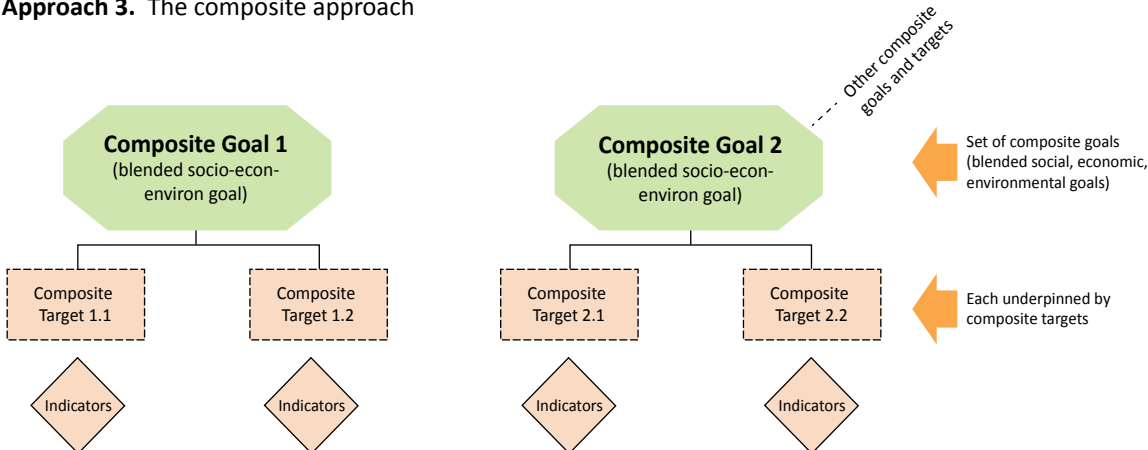 Approach 3. The composite approach
Other composite
goals and targets
Composite Goal 1
(blended socio-econ-
environ goal)
Composite Goal 2
(blended socio-econ-
environ goal)
Set of composite goals
(blended social, economic,
environmental goals)
Composite
Target 1.1
Composite
Target 1.2
Composite
Target 2.1
Composite
Target 2.2
Each underpinned by
composite targets
Indicators
Indicators
Indicators
Indicators